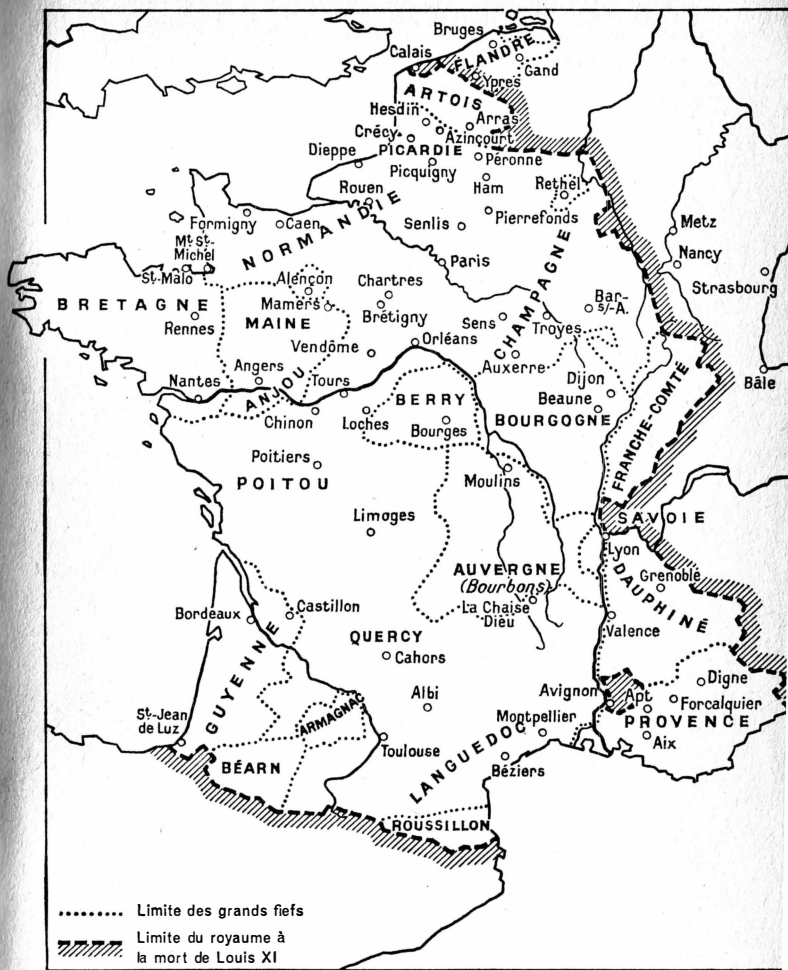 Bruges
Calais
FLANDRE
Gand
Ypres
ARTOIS
Hesdin
Arras
Crécy
Azincourt
PICARDIE
Dieppe
Péronne
Picquigny
Ham
Rethel
Rouen
Pierrefonds
Formigny
Caen
Senlis
Metz
NORMANDIE
Mt St-
Michel
Paris
Nancy
St-Malo
Strasbourg
Alençon
Chartres
CHAMPAGNE
BRETAGNE
Mamers
Bar-
s/-A.
Rennes
MAINE
Brétigny
Sens
Troyes
Vendôme
Orléans
Auxerre
Angers
Tours
Dijon
Bâle
Nantes
ANJOU
BERRY
Beaune
Chinon
Loches
Bourges
BOURGOGNE
FRANCHE-COMTÉ
Poitiers
Moulins
POITOU
Limoges
SAVOIE
Lyon
AUVERGNE
(Bourbons)
Grenoble
DAUPHINÉ
La Chaise
Dieu
Bordeaux
Castillon
Valence
QUERCY
Cahors
GUYENNE
Digne
Albi
Avignon
Apt
Forcalquier
St-Jean
de Luz
ARMAGNAC
Montpellier
PROVENCE
Toulouse
LANGUEDOC
Aix
BÉARN
Béziers
ROUSSILLON
Limite des grands fiefs
Limite du royaume à
la mort de Louis XI